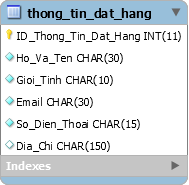 thong_tin_dat_hang
ID_Thong_Tin_Dat_Hang INT(11)
Ho_Va_Ten CHAR(30)
Gioi_Tinh CHAR(10)
Email CHAR(30)
So_Dien_Thoai CHAR(15)
Dia_Chi CHAR(150)
Indexes